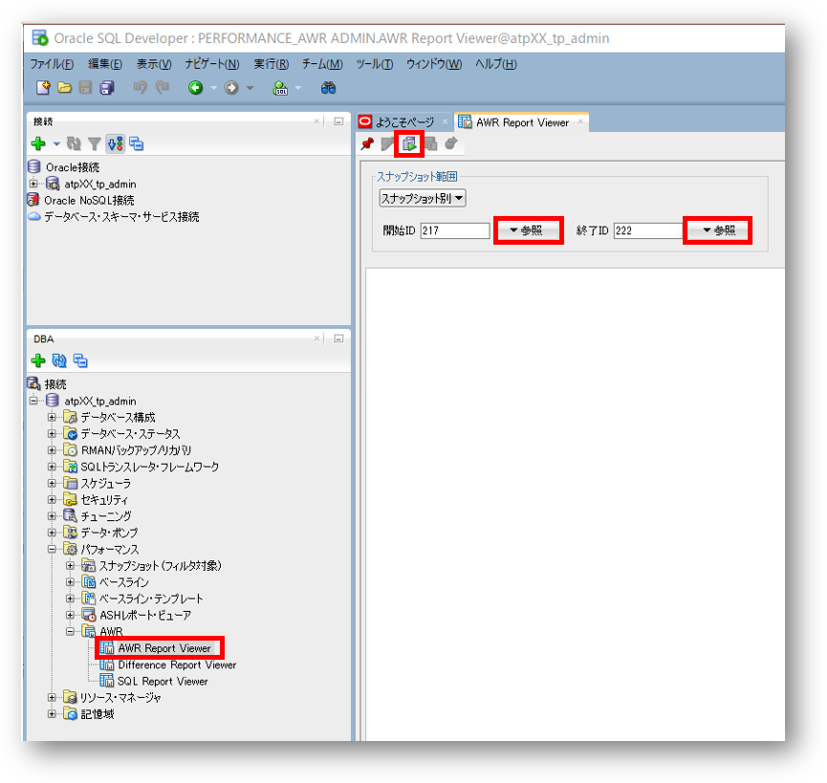 Oracle SQL Developer : PERFORMANCE_AWR ADMIN.AWR Report Viewer@atpXX_tp_admin
ファイル(F) 編集(E) 表示(V) ナビゲート(N) 実行(R) チーム(M) ツール(T) ウィンドウ(W) ヘルプ(H)
接続
Oracle接続
atpXX_tp_admin
Oracle NoSQL接続
データベース・スキーマ・サービス接続
DBA
接続
atpXX_tp_admin
データベース構成
データベース・ステータス
RMANバックアップ/リカバリ
SQLトランスレータ・フレームワーク
スケジューラ
セキュリティ
チューニング
データ・ポンプ
パフォーマンス
スナップショット(フィルタ対象)
ベースライン
ベースライン・テンプレート
ASHレポート・ビューア
AWR
AWR Report Viewer
Difference Report Viewer
SQL Report Viewer
リソース・マネージャ
記憶域
ようこそページ AWR Report Viewer
スナップショット範囲
スナップショット別
開始ID 217 参照 終了ID 222 参照